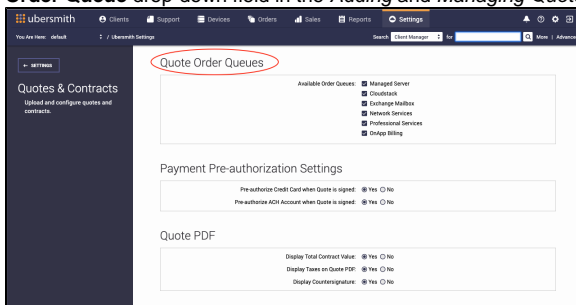 Order Queue drop-down field in the Adding and Managing Quote
ubersmith Clients Support Devices Orders Sales Reports Settings
You Are Here: default / Ubersmith Settings Search Client Manager for More | Advance
← SETTINGS
Quotes & Contracts
Upload and configure quotes and
contracts.
Quote Order Queues
Available Order Queues: Managed Server
Cloudstack
Exchange Mailbox
Network Services
Professional Services
OnApp Billing
Payment Pre-authorization Settings
Pre-authorize Credit Card when Quote is signed: Yes No
Pre-authorize ACH Account when Quote is signed: Yes No
Quote PDF
Display Total Contract Value: Yes No
Display Taxes on Quote PDF: Yes No
Display Countersignature: Yes No